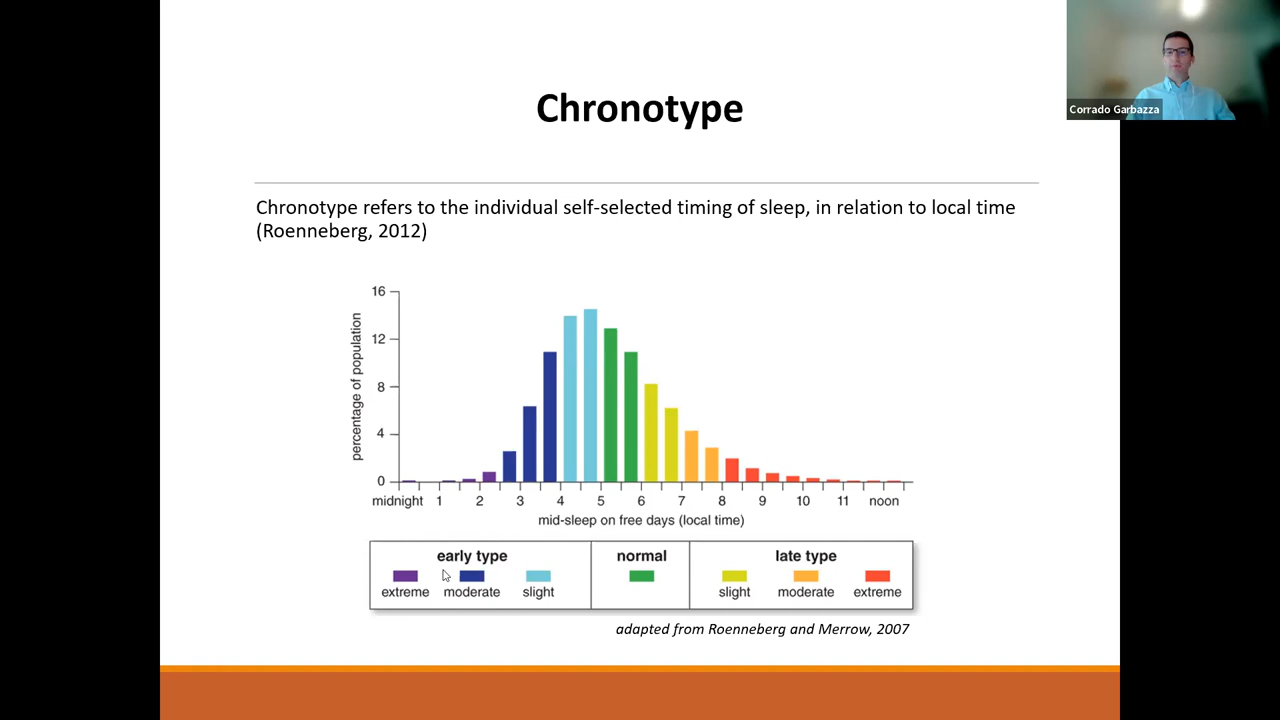 Chronotype
Corrado Garbazza
Chronotype refers to the individual self-selected timing of sleep, in relation to local time
(Roenneberg, 2012)
percentage of population
16
12
8
4
0
midnight 1 2 3 4 5 6 7 8 9 10 11 noon
mid-sleep on free days (local time)
early type normal late type
extreme moderate slight slight moderate extreme
adapted from Roenneberg and Merrow, 2007